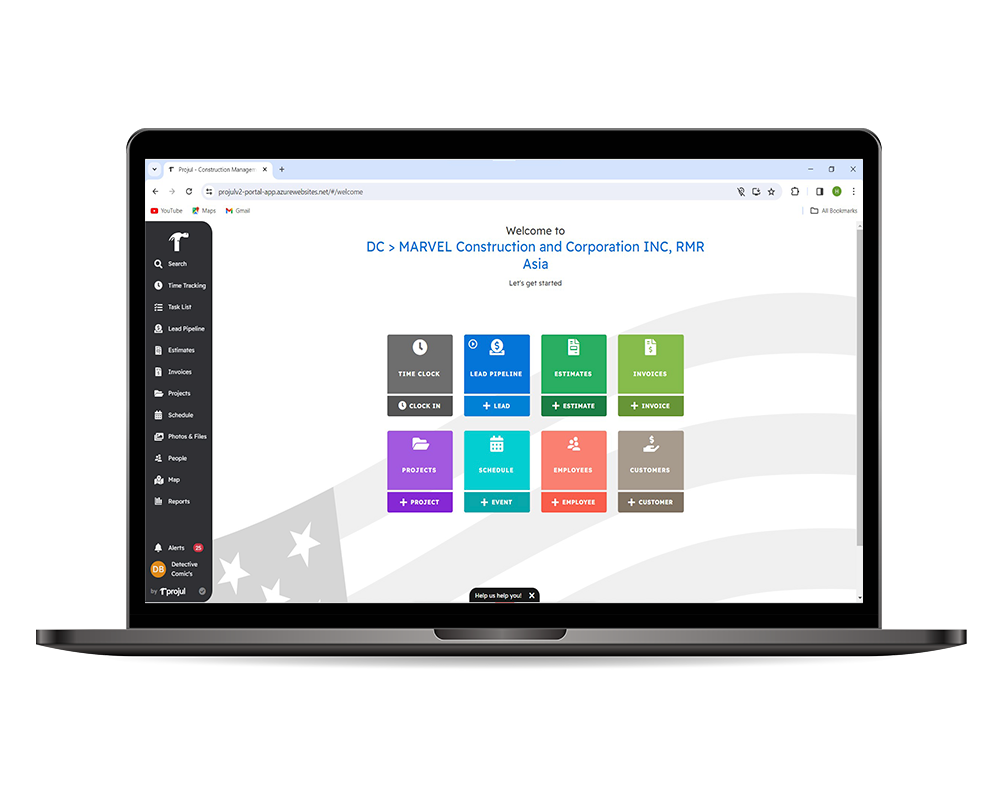 Projul - Construction Managem
projulv2-portal-app.azurewebsites.net/#/welcome
H
YouTube
Maps
Gmail
All Bookmarks
Search
Time Tracking
Task List
Lead Pipeline
Estimates
Invoices
Projects
Schedule
Photos & Files
People
Map
Reports
Alerts 25
DB
Detective
Comic's
by projul
Welcome to
DC > MARVEL Construction and Corporation INC, RMR
Asia
Let's get started
TIME CLOCK
CLOCK IN
LEAD PIPELINE
+ LEAD
ESTIMATES
+ ESTIMATE
INVOICES
+ INVOICE
PROJECTS
+ PROJECT
SCHEDULE
+ EVENT
EMPLOYEES
+ EMPLOYEE
CUSTOMERS
+ CUSTOMER
Help us help you!